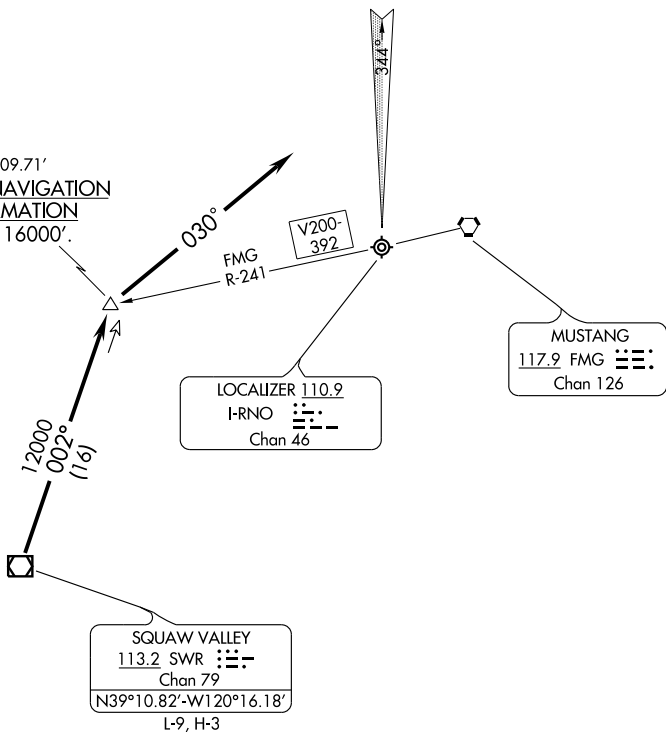 344°
09.71'
NAVIGATION
MATION
16000'.
030°
V200-
392
FMG
R-241
MUSTANG
117.9 FMG
Chan 126
LOCALIZER 110.9
I-RNO
Chan 46
12000
002°
(16)
SQUAW VALLEY
113.2 SWR
Chan 79
N39°10.82'-W120°16.18'
L-9, H-3